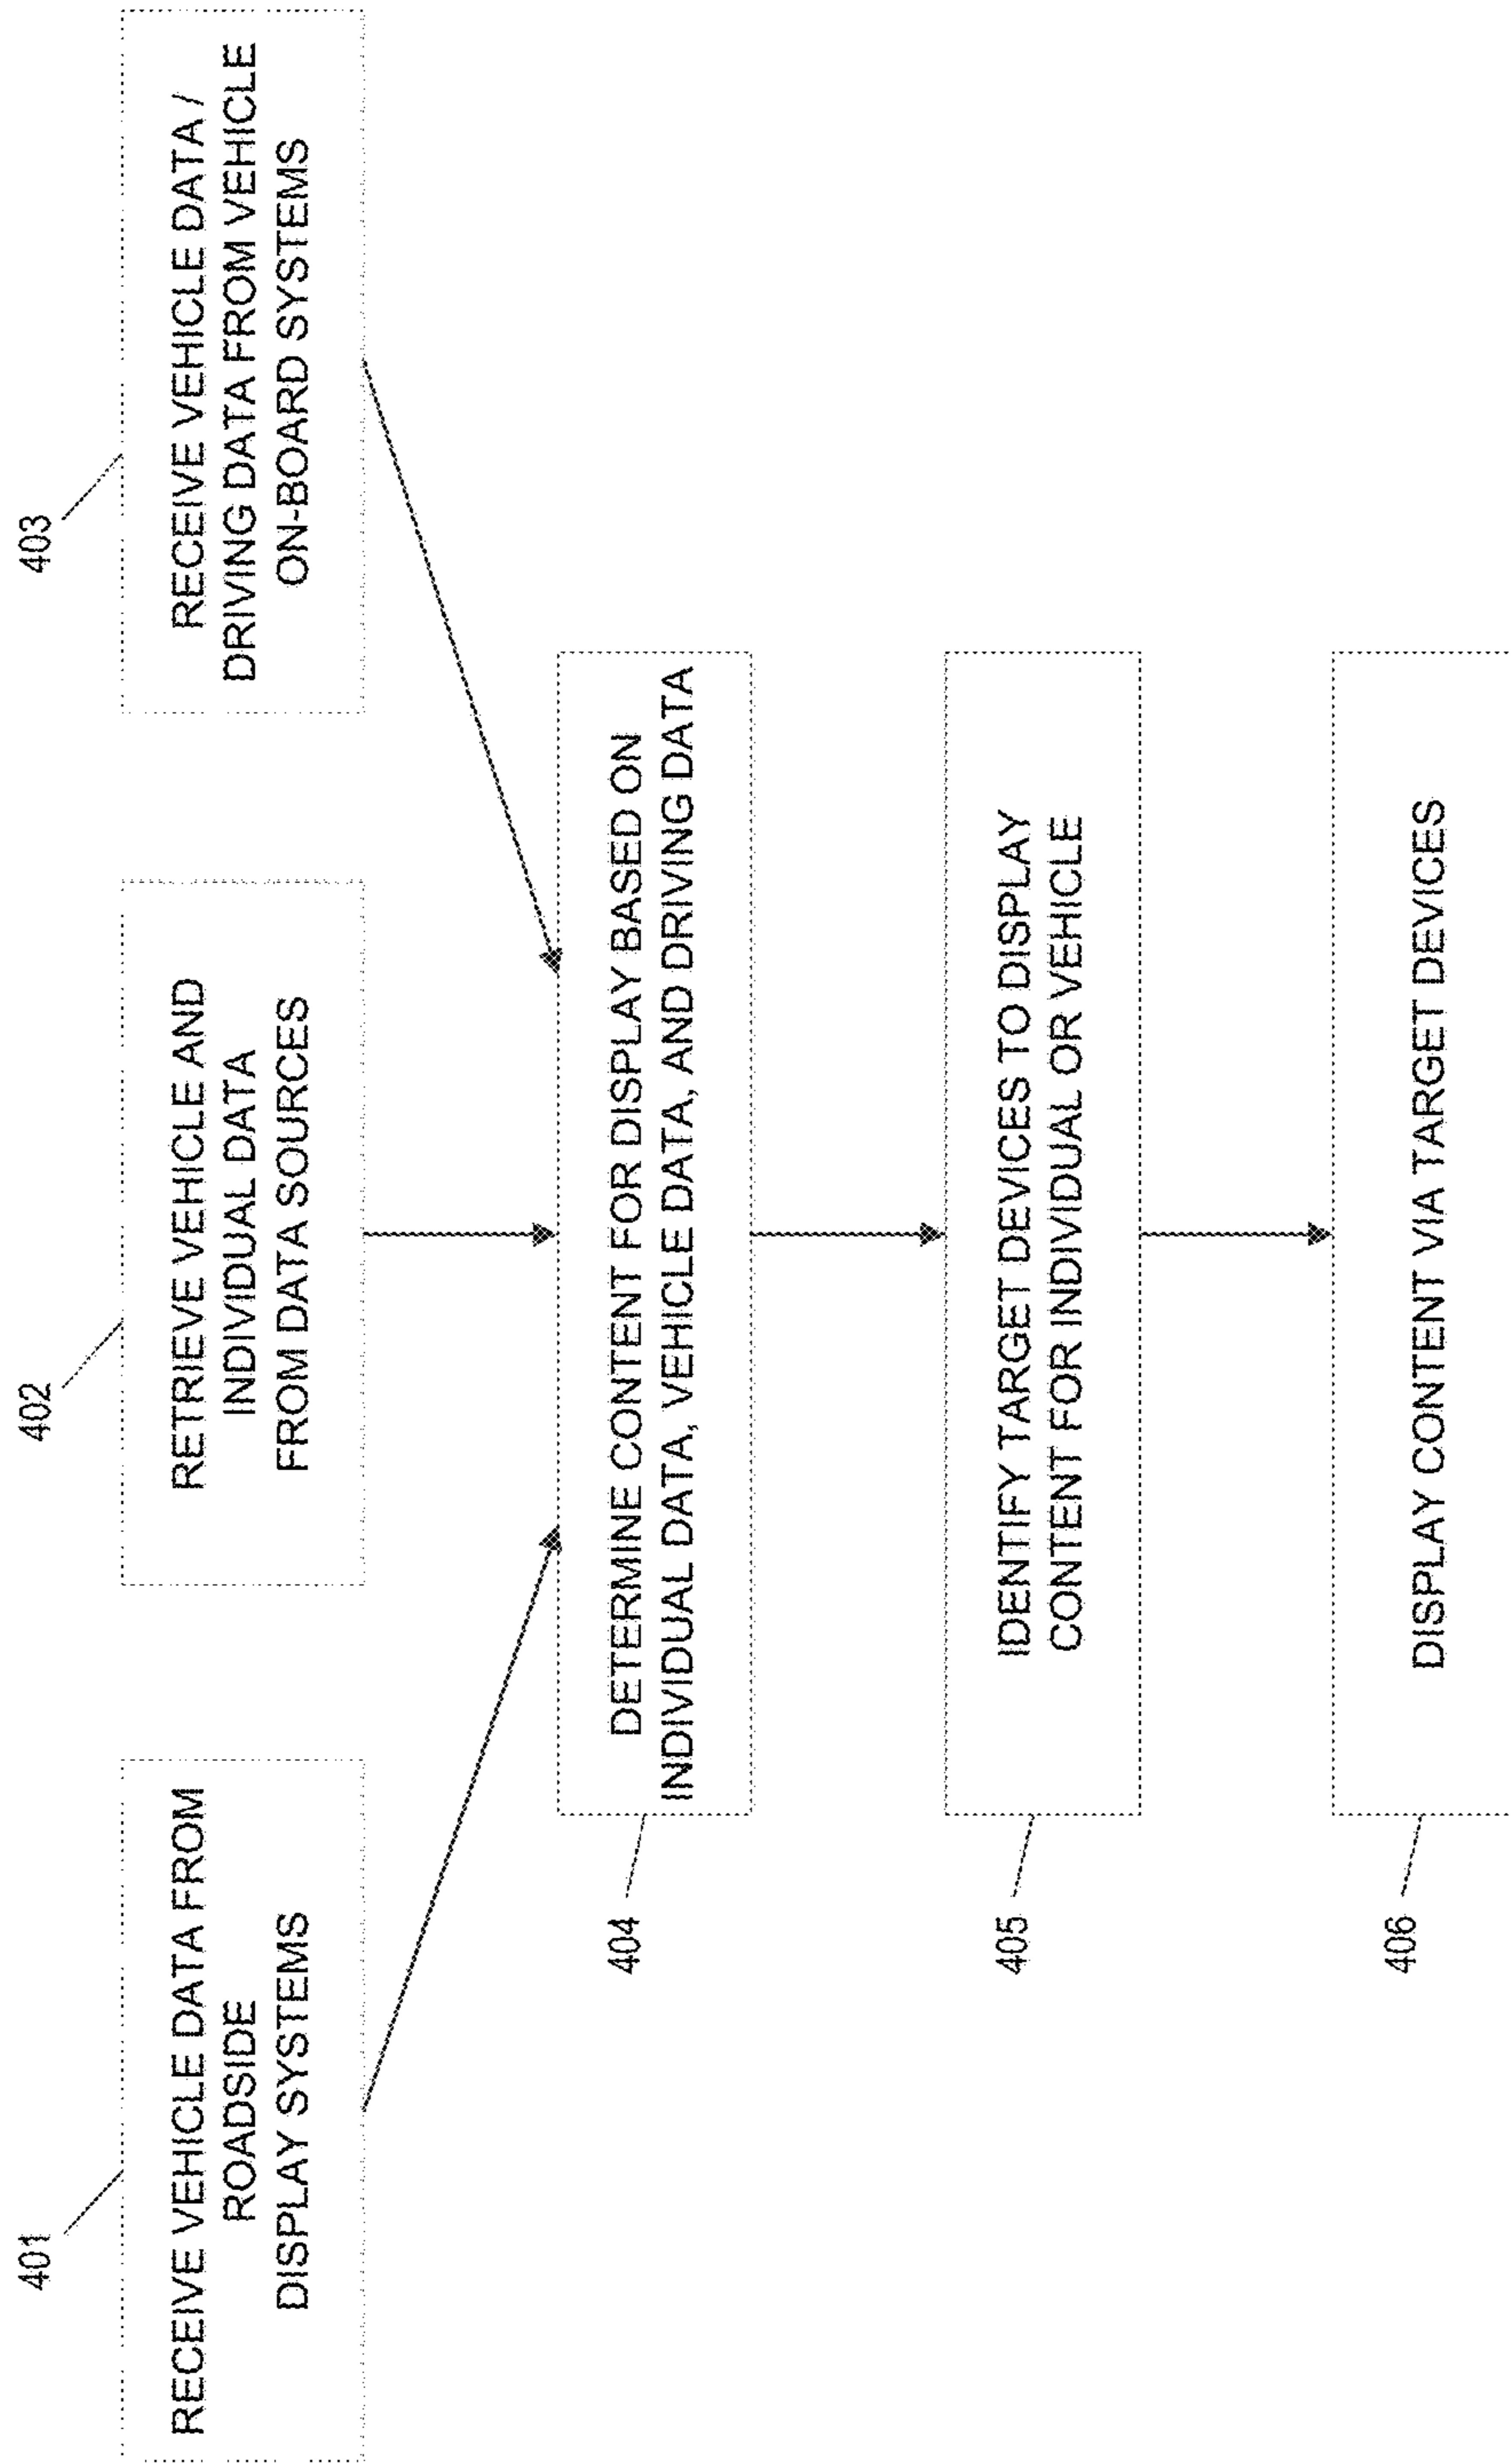 401
RECEIVE VEHICLE DATA FROM
ROADSIDE
DISPLAY SYSTEMS
402
RETRIEVE VEHICLE AND
INDIVIDUAL DATA
FROM DATA SOURCES
403
RECEIVE VEHICLE DATA /
DRIVING DATA FROM VEHICLE
ON-BOARD SYSTEMS
404
DETERMINE CONTENT FOR DISPLAY BASED ON
INDIVIDUAL DATA, VEHICLE DATA, AND DRIVING DATA
405
IDENTIFY TARGET DEVICES TO DISPLAY
CONTENT FOR INDIVIDUAL OR VEHICLE
406
DISPLAY CONTENT VIA TARGET DEVICES